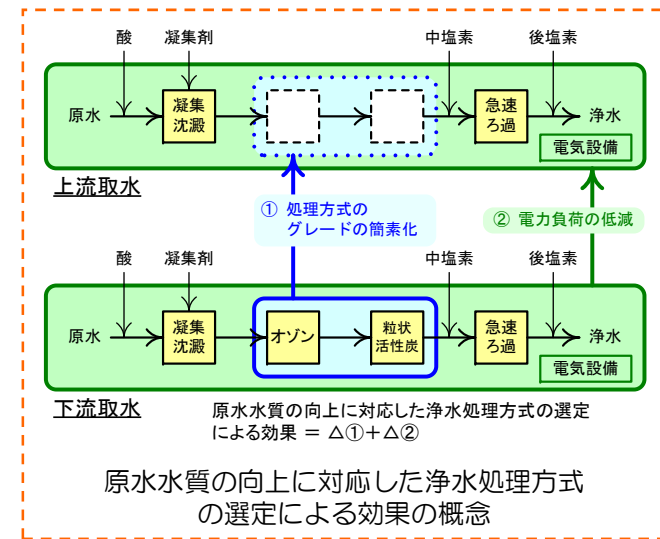 酸
凝集剤
中塩素
後塩素
原水
凝集
沈澱
急速
ろ過
浄水
電気設備
上流取水
① 処理方式の
グレードの簡素化
② 電力負荷の低減
酸
凝集剤
中塩素
後塩素
原水
凝集
沈澱
オゾン
粒状
活性炭
急速
ろ過
浄水
電気設備
下流取水
原水水質の向上に対応した浄水処理方式の選定
による効果 = △①+△②
原水水質の向上に対応した浄水処理方式
の選定による効果の概念